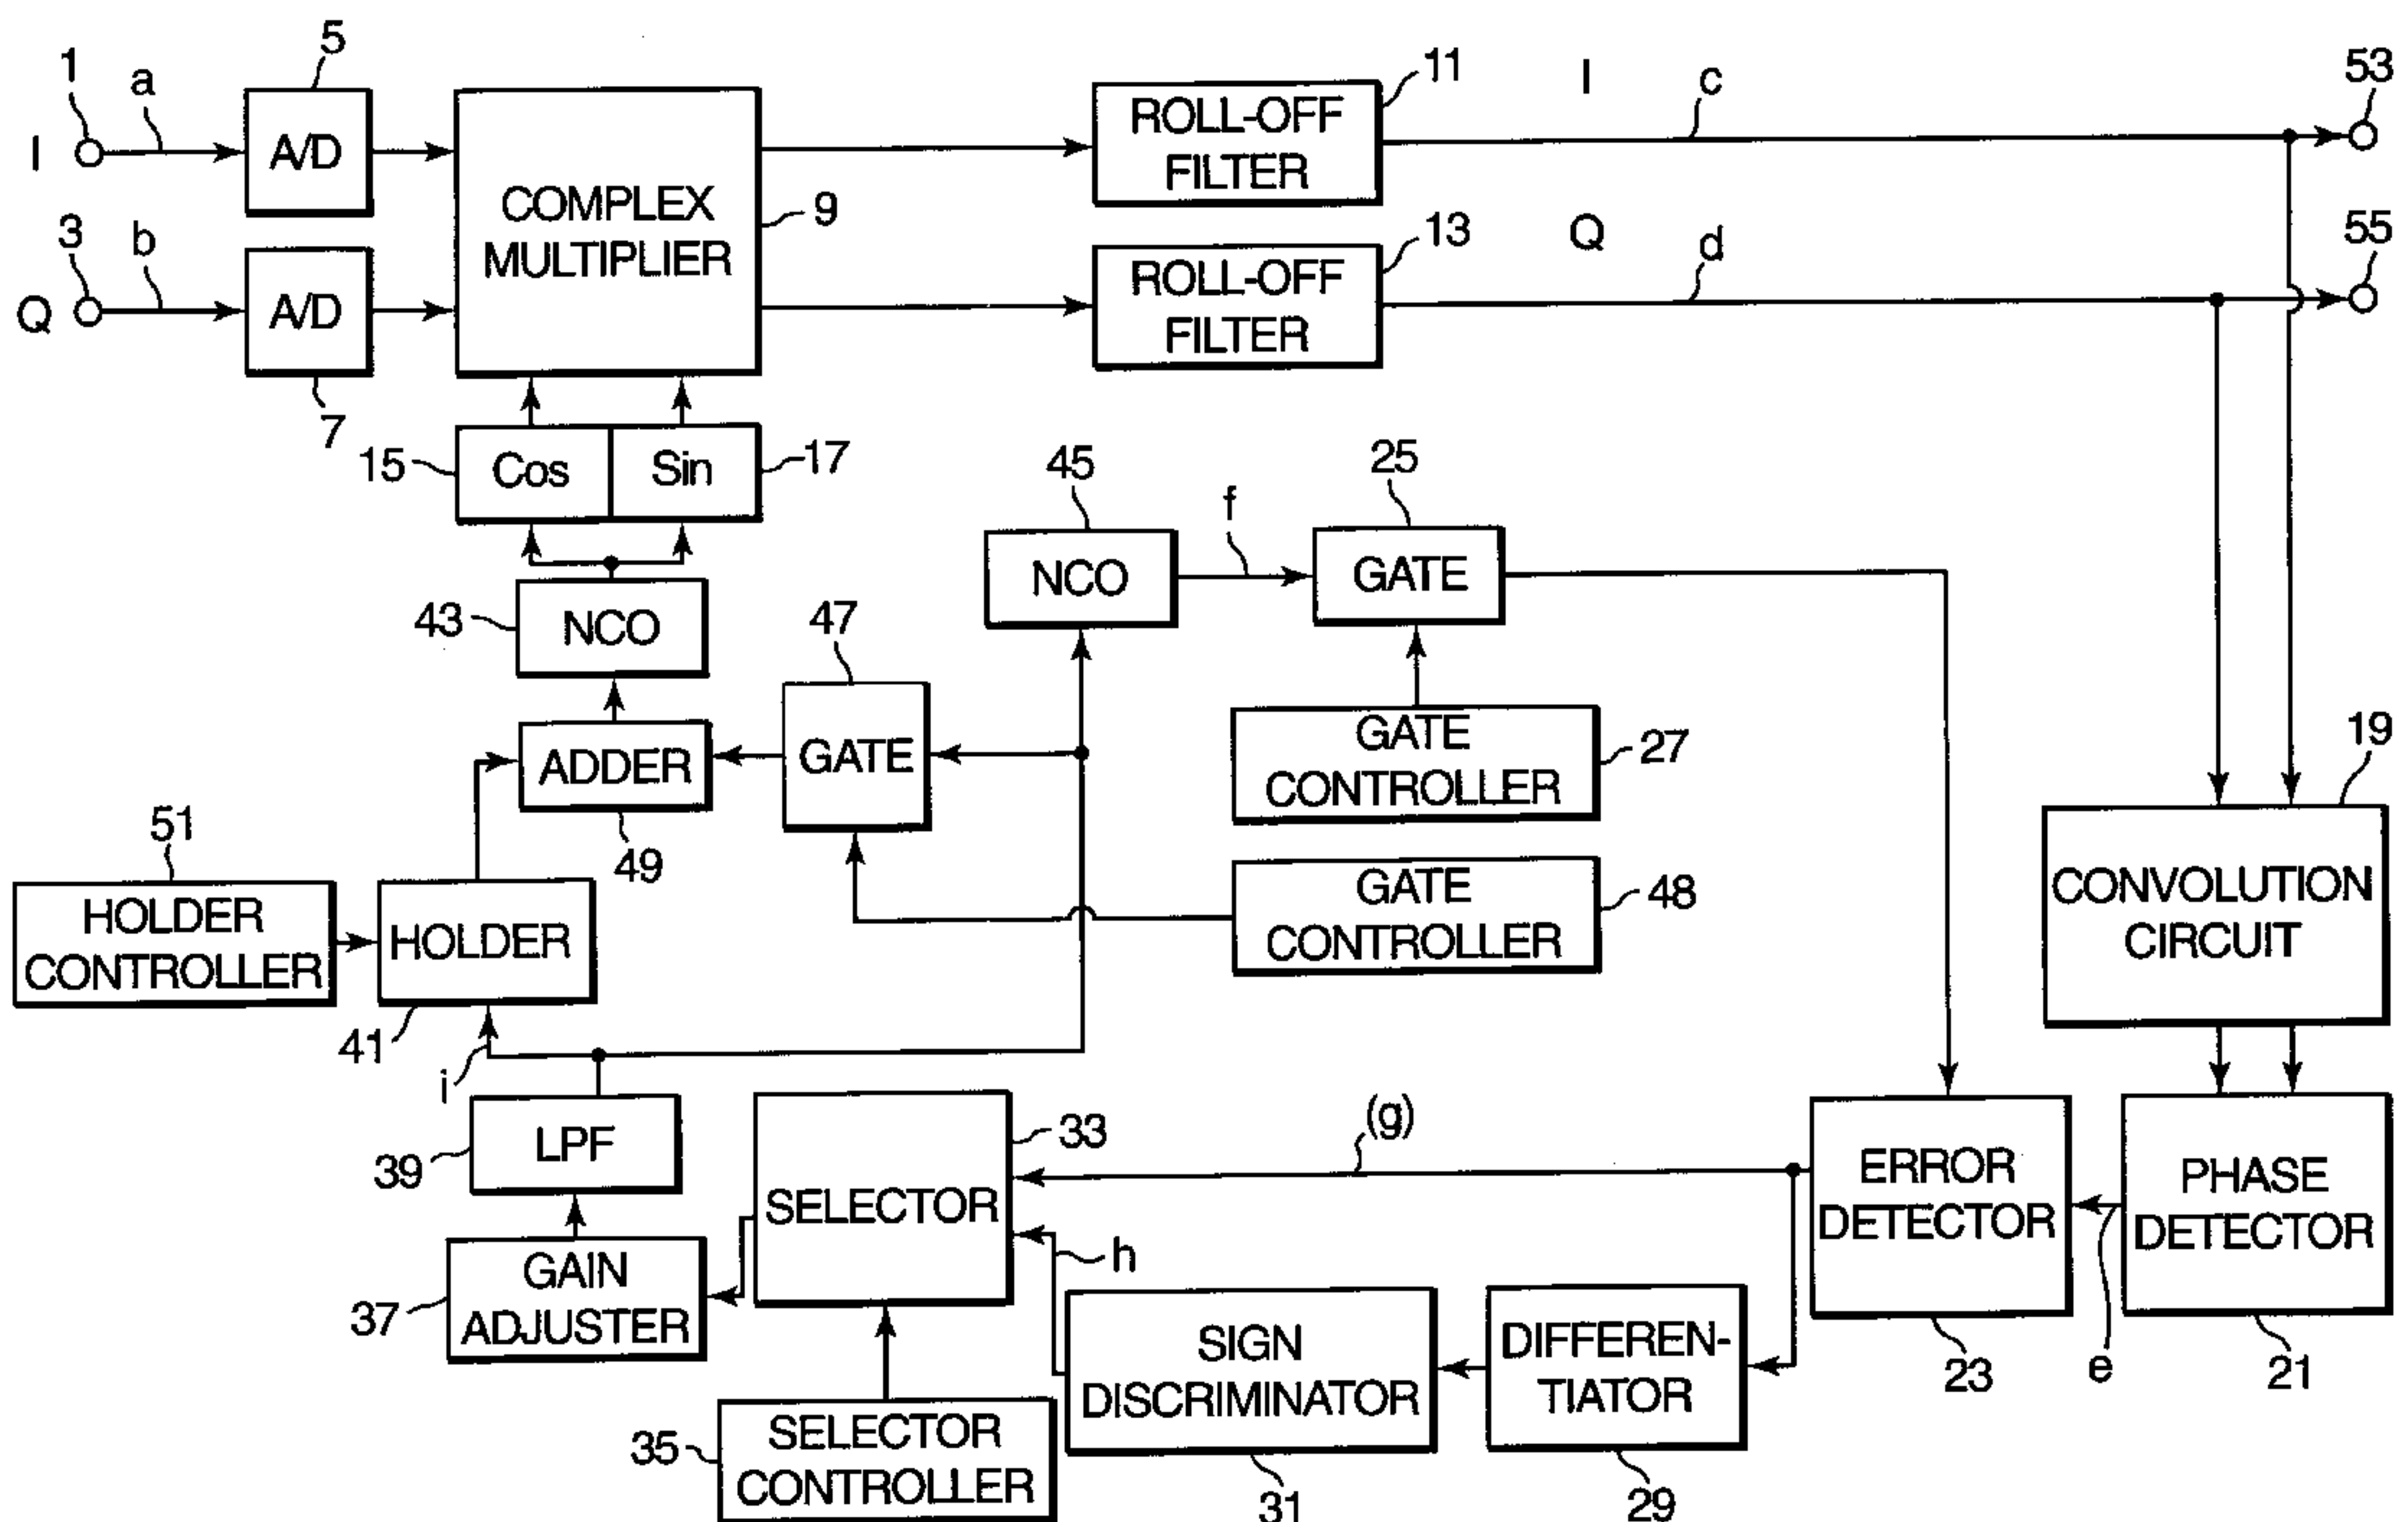 1
a
5
I
A/D
COMPLEX
MULTIPLIER
9
ROLL-OFF
FILTER
11
I
c
53
3
b
Q
A/D
7
ROLL-OFF
FILTER
13
Q
d
55
15
Cos
Sin
17
43
NCO
45
NCO
f
25
GATE
47
GATE
ADDER
49
GATE
CONTROLLER
27
GATE
CONTROLLER
48
19
CONVOLUTION
CIRCUIT
51
HOLDER
CONTROLLER
HOLDER
41
i
39
LPF
33
SELECTOR
(g)
h
ERROR
DETECTOR
23
e
PHASE
DETECTOR
21
37
GAIN
ADJUSTER
SIGN
DISCRIMINATOR
31
DIFFEREN-
TIATOR
29
35
SELECTOR
CONTROLLER